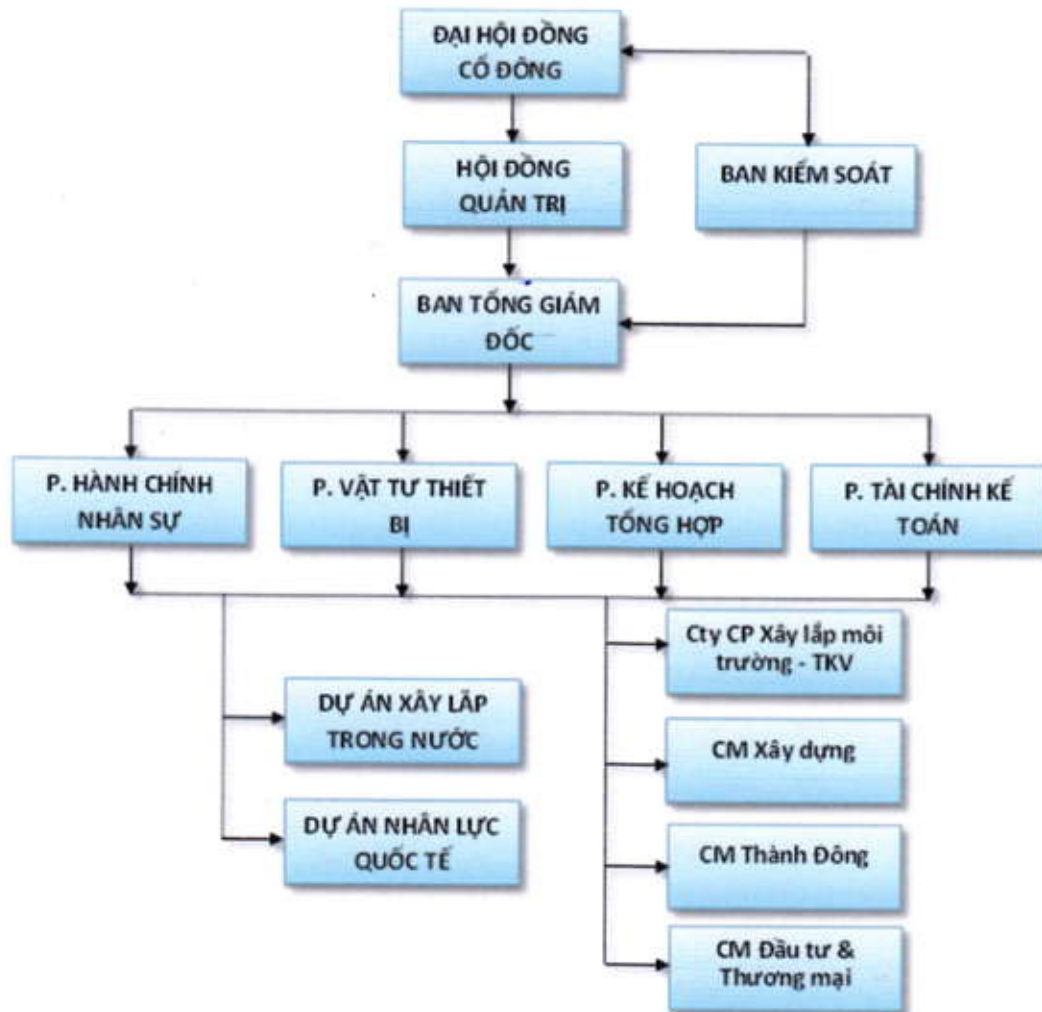 ĐẠI HỘI ĐỒNG
CỔ ĐÔNG
HỘI ĐỒNG
QUẢN TRỊ
BAN KIỂM SOÁT
BAN TỔNG GIÁM
ĐỐC
P. HÀNH CHÍNH
NHÂN SỰ
P. VẬT TƯ THIẾT
BỊ
P. KẾ HOẠCH
TỔNG HỢP
P. TÀI CHÍNH KẾ
TOÁN
DỰ ÁN XÂY LẮP
TRONG NƯỚC
DỰ ÁN NHÂN LỰC
QUỐC TẾ
Cty CP Xây lắp môi
trường - TKV
CM Xây dựng
CM Thành Đông
CM Đầu tư &
Thương mại